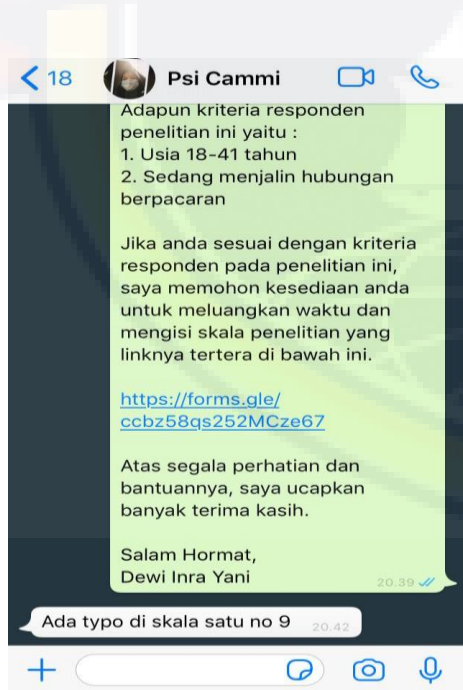 18 Psi Cammi
Adapun kriteria responden
penelitian ini yaitu :
1. Usia 18-41 tahun
2. Sedang menjalin hubungan
berpacaran
Jika anda sesuai dengan kriteria
responden pada penelitian ini,
saya memohon kesediaan anda
untuk meluangkan waktu dan
mengisi skala penelitian yang
linknya tertera di bawah ini.
https://forms.gle/
ccbz58qs252MCze67
Atas segala perhatian dan
bantuannya, saya ucapkan
banyak terima kasih.
Salam Hormat,
Dewi Inra Yani
20.39
Ada typo di skala satu no 9 20.42